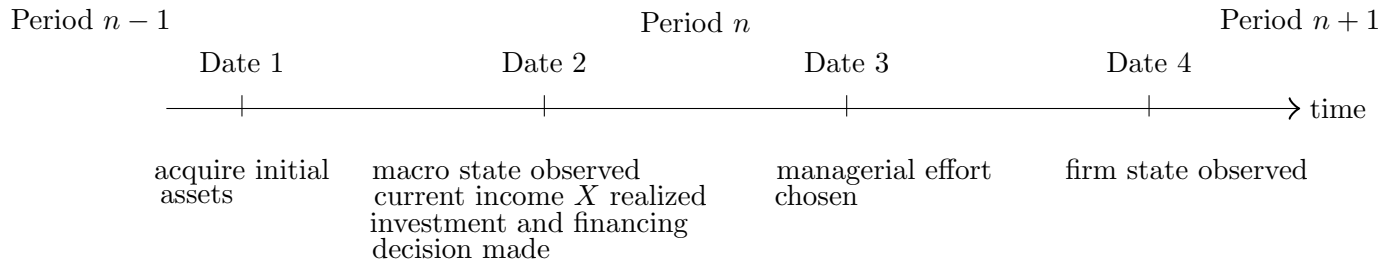 Period n − 1
Period n
Period n + 1
Date 1
Date 2
Date 3
Date 4
time
acquire initial
assets
macro state observed
current income X realized
investment and financing
decision made
managerial effort
chosen
firm state observed